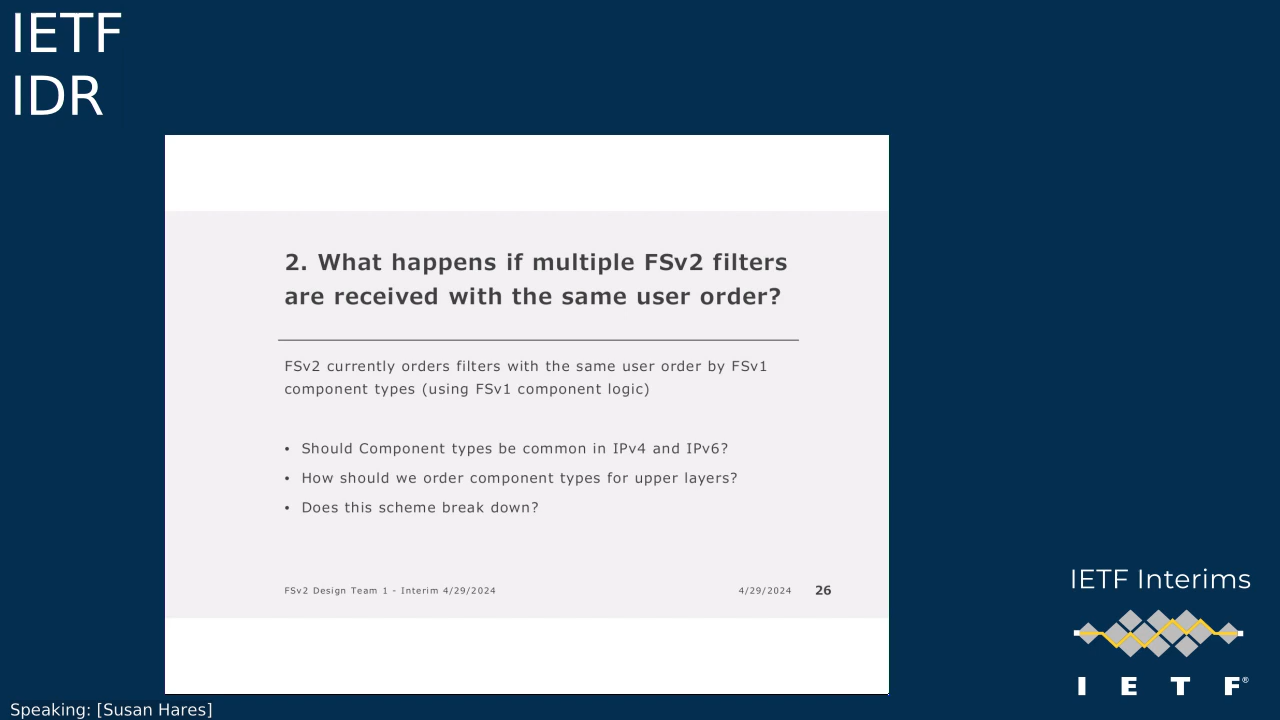 IETF
IDR
2. What happens if multiple FSv2 filters
are received with the same user order?
FSv2 currently orders filters with the same user order by FSv1
component types (using FSv1 component logic)
• Should Component types be common in IPv4 and IPv6?
• How should we order component types for upper layers?
• Does this scheme break down?
FSv2 Design Team 1 - Interim 4/29/2024
4/29/2024 26
IETF Interims
I E T F®
Speaking: [Susan Hares]